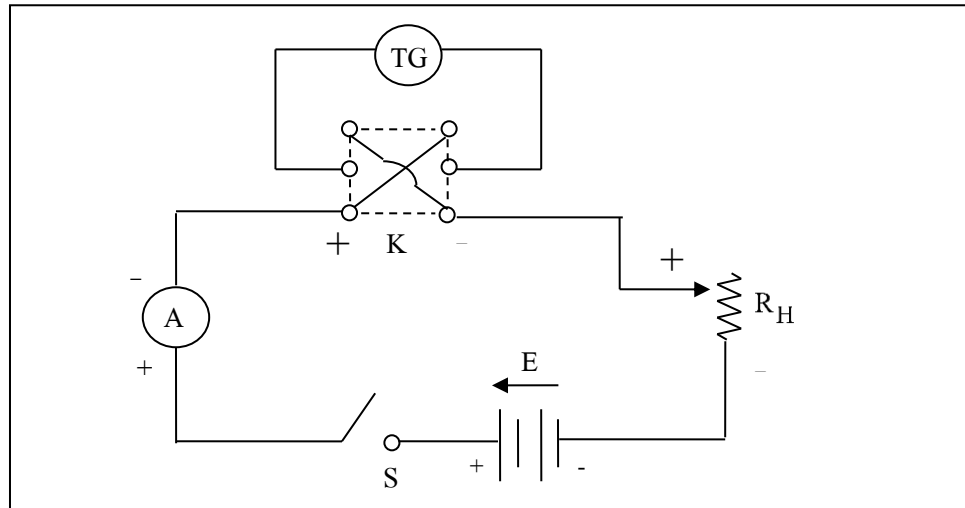 TG
+ K −
− +
A R_H
+ E −
S + -